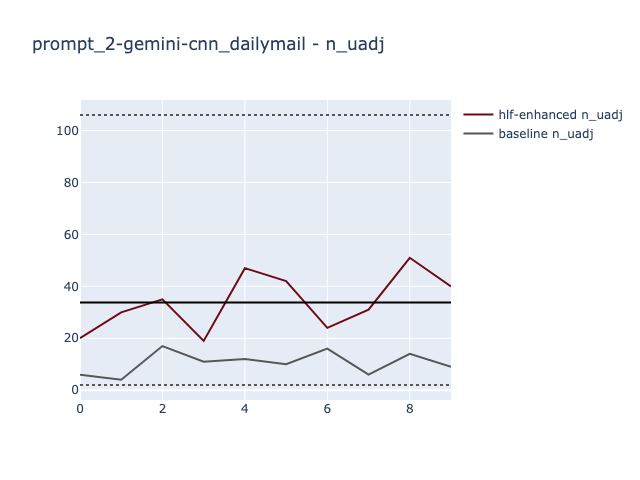 prompt_2-gemini-cnn_dailymail - n_uadj
hlf-enhanced n_uadj
baseline n_uadj
100
80
60
40
20
0
0 2 4 6 8